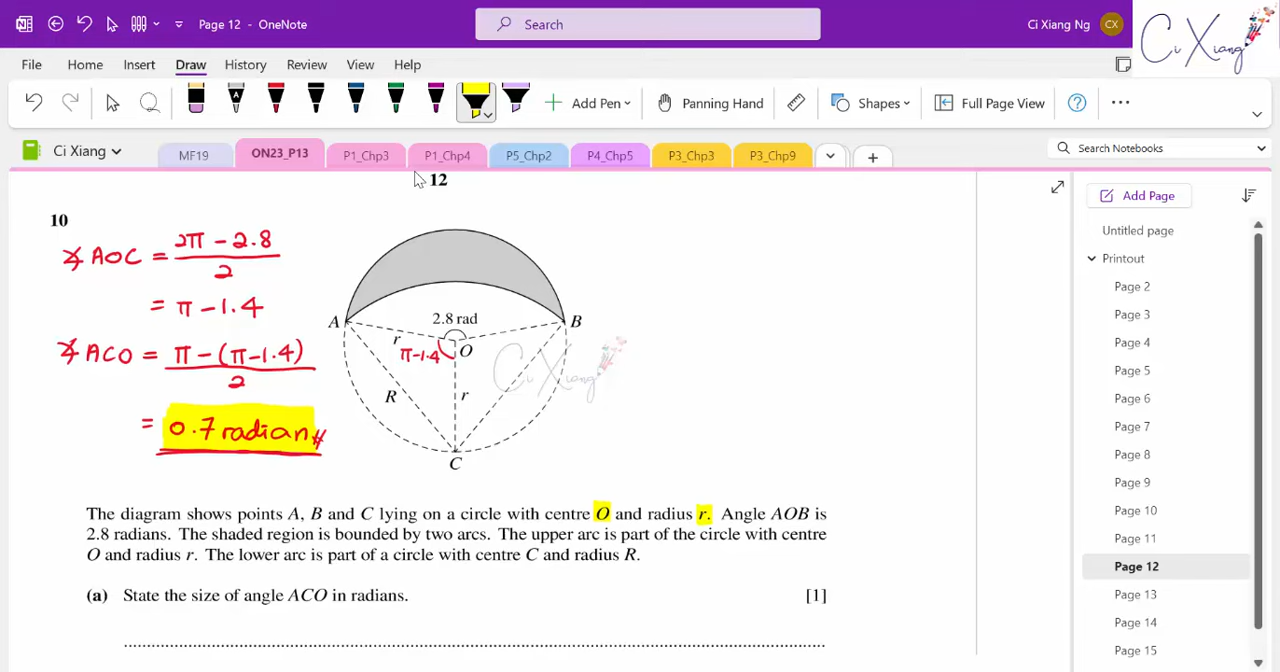 Page 12 - OneNote
Search
Ci Xiang Ng
CX
Ci Xiang
File Home Insert Draw History Review View Help
Add Pen
Panning Hand
Shapes
Full Page View
Ci Xiang
MF19
ON23_P13
P1_Chp3
P1_Chp4
P5_Chp2
P4_Chp5
P3_Chp3
P3_Chp9
Search Notebooks
12
10
∡AOC = (2π - 2.8)/2
= π - 1.4
∡ACO = (π - (π - 1.4))/2
= 0.7 radian #
A
B
2.8 rad
r
O
π-1.4
R
r
C
Ci Xiang
The diagram shows points A, B and C lying on a circle with centre O and radius r. Angle AOB is
2.8 radians. The shaded region is bounded by two arcs. The upper arc is part of the circle with centre
O and radius r. The lower arc is part of a circle with centre C and radius R.
(a) State the size of angle ACO in radians. [1]
Add Page
Untitled page
Printout
Page 2
Page 3
Page 4
Page 5
Page 6
Page 7
Page 8
Page 9
Page 10
Page 11
Page 12
Page 13
Page 14
Page 15